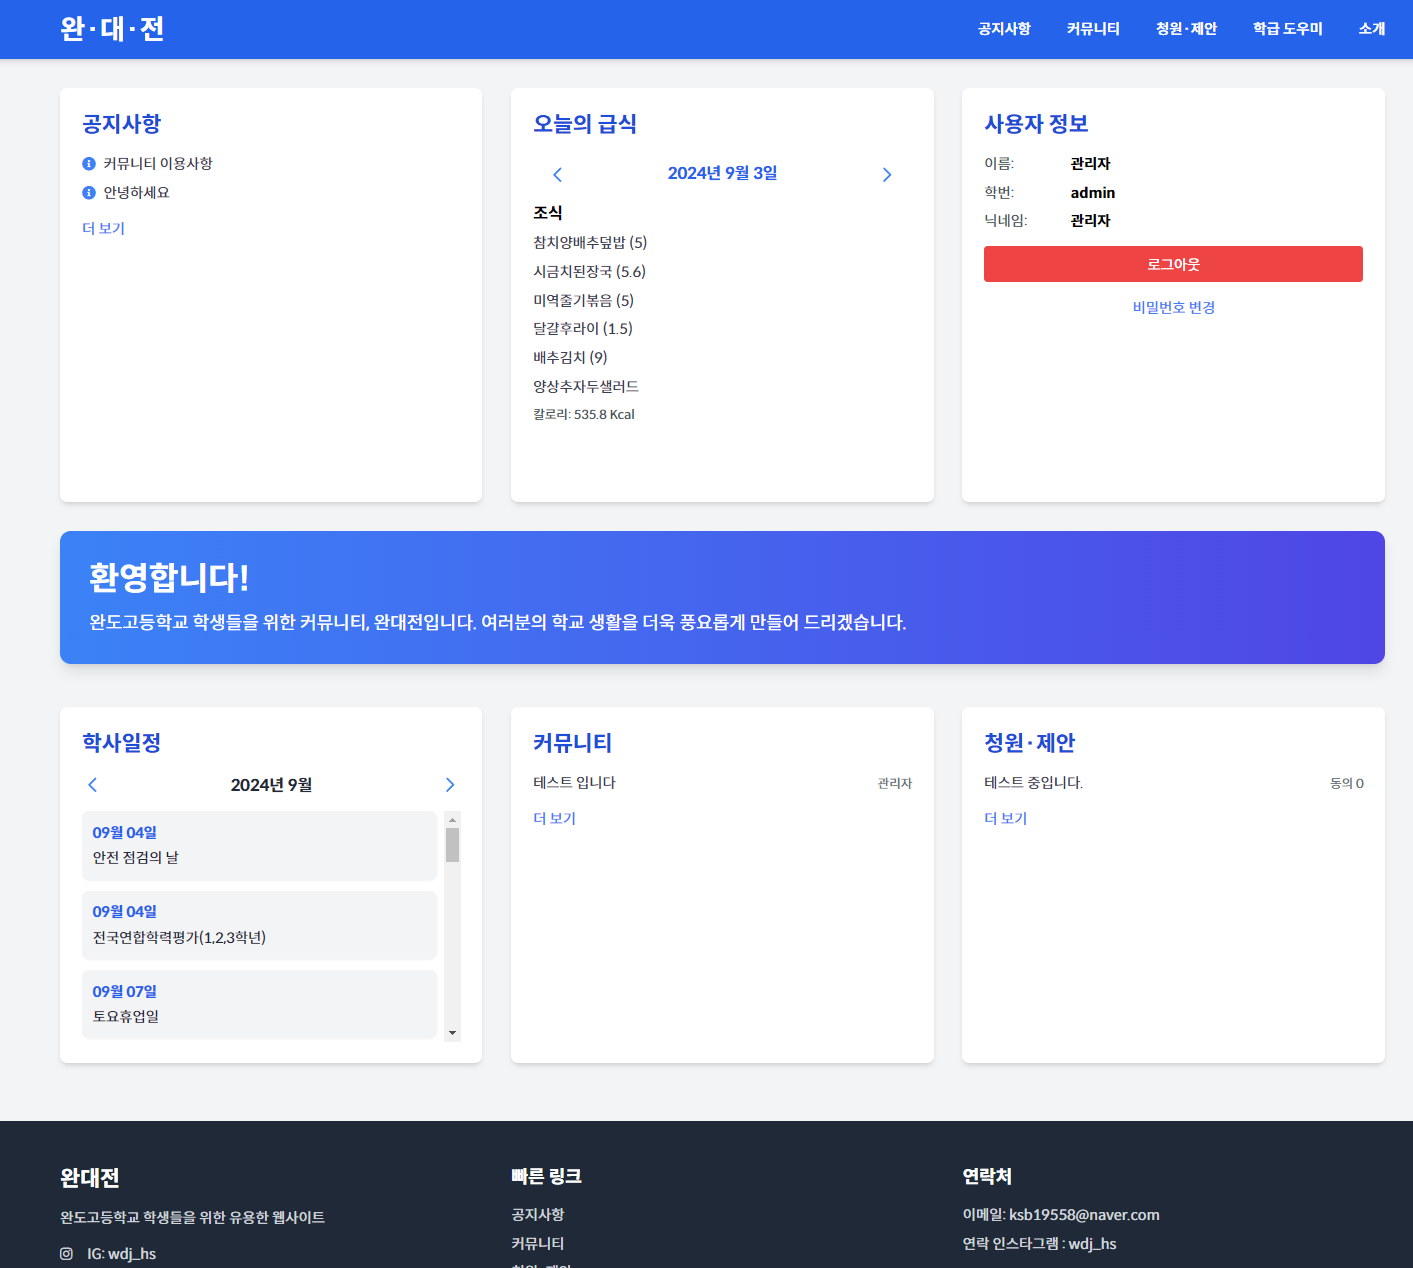 완·대·전
공지사항 커뮤니티 청원·제안 학급 도우미 소개
공지사항
커뮤니티 이용사항
안녕하세요
더 보기
오늘의 급식
2024년 9월 3일
조식
참치양배추덮밥 (5)
시금치된장국 (5.6)
미역줄기볶음 (5)
달걀후라이 (1.5)
배추김치 (9)
양상추자두샐러드
칼로리: 535.8 Kcal
사용자 정보
이름: 관리자
학번: admin
닉네임: 관리자
로그아웃
비밀번호 변경
환영합니다!
완도고등학교 학생들을 위한 커뮤니티, 완대전입니다. 여러분의 학교 생활을 더욱 풍요롭게 만들어 드리겠습니다.
학사일정
2024년 9월
09월 04일
안전 점검의 날
09월 04일
전국연합학력평가(1,2,3학년)
09월 07일
토요휴업일
커뮤니티
테스트 입니다 관리자
더 보기
청원·제안
테스트 중입니다. 동의 0
더 보기
완대전
완도고등학교 학생들을 위한 유용한 웹사이트
IG: wdj_hs
빠른 링크
공지사항
커뮤니티
청원·제안
연락처
이메일: ksb19558@naver.com
연락 인스타그램 : wdj_hs